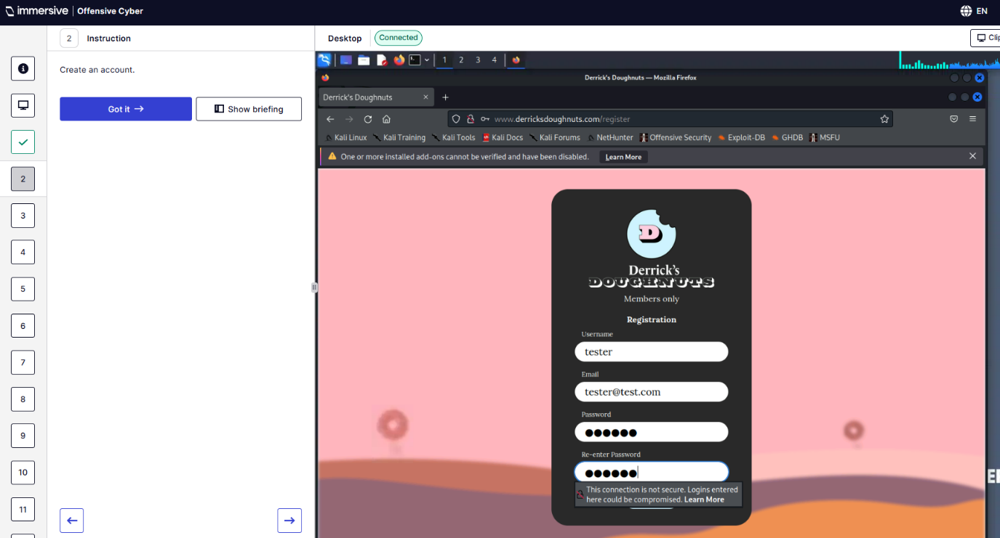 immersive | Offensive Cyber
EN
2 Instruction
Desktop Connected
Create an account.
Got it →
Show briefing
2
3
4
5
6
7
8
9
10
11
1 2 3 4
Derrick's Doughnuts — Mozilla Firefox
Derrick's Doughnuts
www.derricksdoughnuts.com/register
Kali Linux Kali Training Kali Tools Kali Docs Kali Forums NetHunter Offensive Security Exploit-DB GHDB MSFU
One or more installed add-ons cannot be verified and have been disabled. Learn More
D
Derrick's
DOUGHNUTS
Members only
Registration
Username
tester
Email
tester@test.com
Password
●●●●●●
Re-enter Password
●●●●●●
This connection is not secure. Logins entered
here could be compromised. Learn More